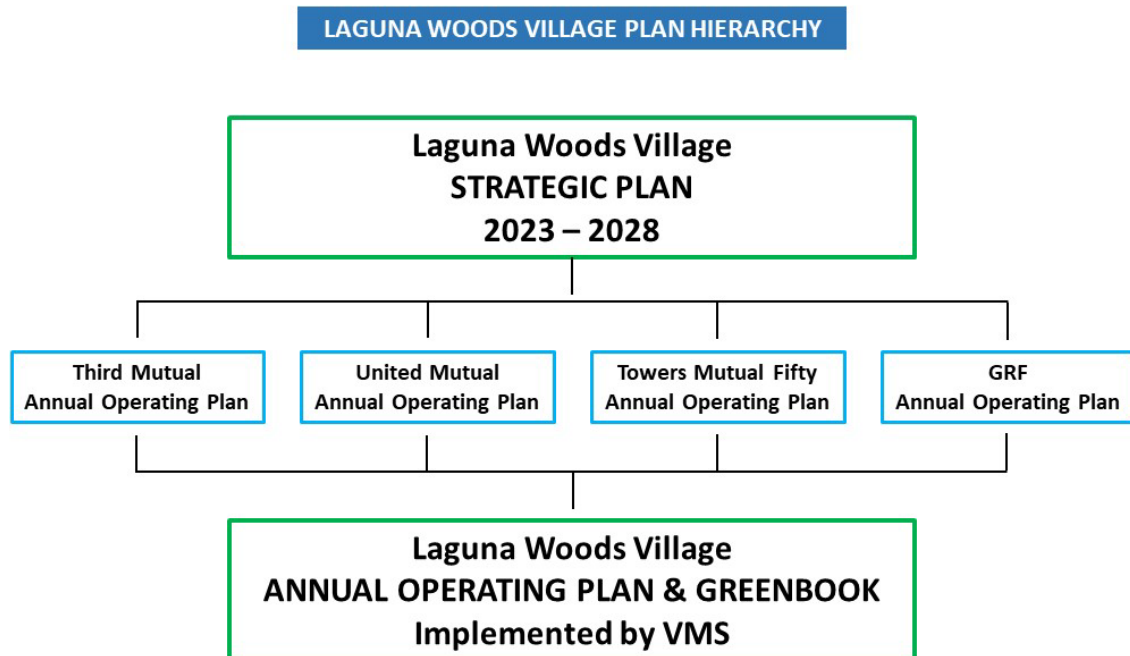 LAGUNA WOODS VILLAGE PLAN HIERARCHY
Laguna Woods Village
STRATEGIC PLAN
2023 – 2028
Third Mutual
Annual Operating Plan
United Mutual
Annual Operating Plan
Towers Mutual Fifty
Annual Operating Plan
GRF
Annual Operating Plan
Laguna Woods Village
ANNUAL OPERATING PLAN & GREENBOOK
Implemented by VMS